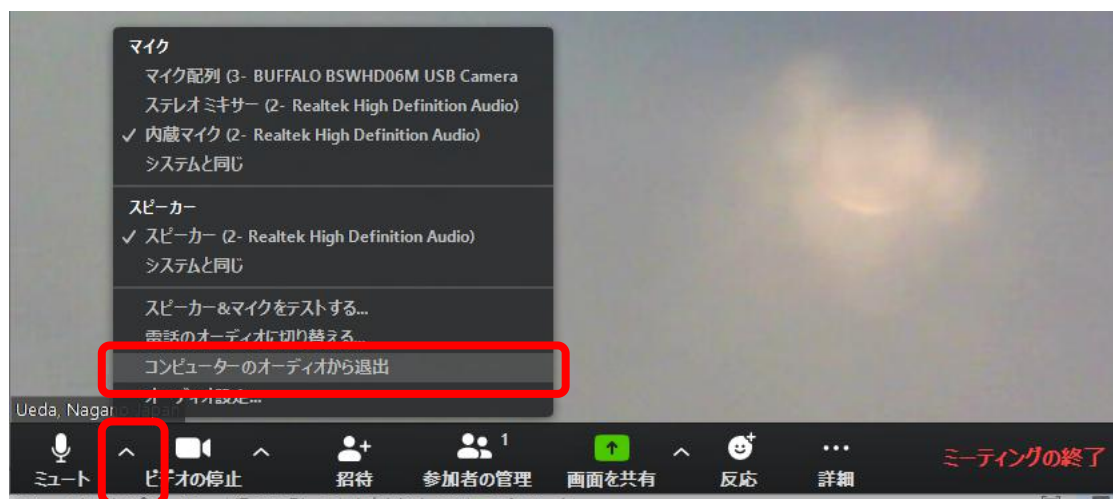 マイク
マイク配列 (3- BUFFALO BSWHD06M USB Camera
ステレオ ミキサー (2- Realtek High Definition Audio)
✓ 内蔵マイク (2- Realtek High Definition Audio)
システムと同じ
スピーカー
✓ スピーカー (2- Realtek High Definition Audio)
システムと同じ
スピーカー&マイクをテストする...
電話のオーディオに切り替える...
コンピューターのオーディオから退出
オーディオ設定...
Ueda, Nagano Japan
1
ミュート ビデオの停止 招待 参加者の管理 画面を共有 反応 詳細 ミーティングの終了